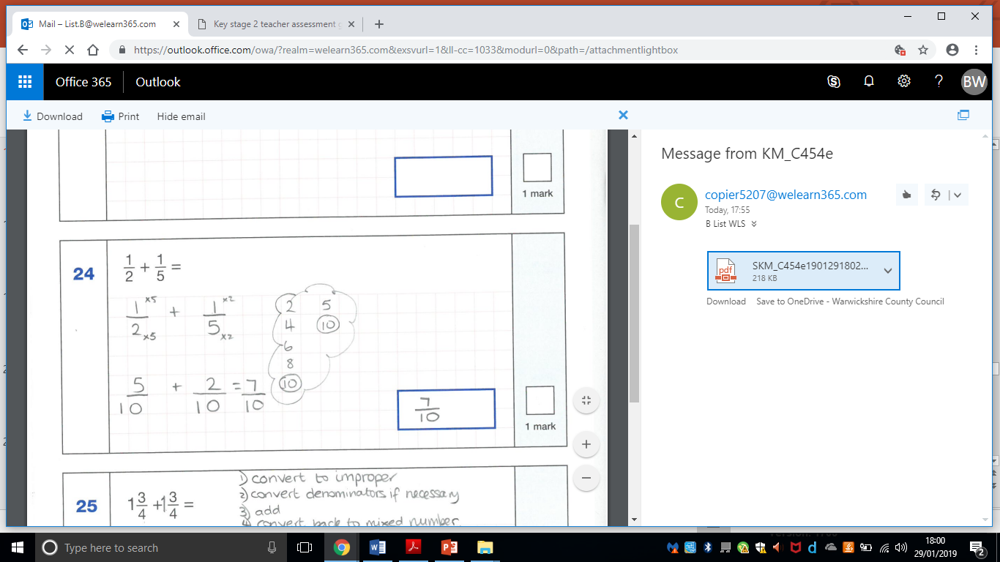 Mail – List.B@welearn365.com
Key stage 2 teacher assessment
https://outlook.office.com/owa/?realm=welearn365.com&exsvurl=1&ll-cc=1033&modurl=0&path=/attachmentlightbox
Office 365
Outlook
BW
Download
Print
Hide email
1 mark
Message from KM_C454e
C
copier5207@welearn365.com
Today, 17:55
B List WLS
pdf
SKM_C454e1901291802...
218 KB
Download
Save to OneDrive - Warwickshire County Council
24
1/2 + 1/5 =
1/2 ×5 ×5 + 1/5 ×2 ×2
2 5
4 10
6
8
10
5/10 + 2/10 = 7/10
7/10
1 mark
25
1 3/4 + 1 3/4 =
1) convert to improper
2) convert denominators if necessary
3) add
4) convert back to mixed number
Type here to search
18:00
29/01/2019
2